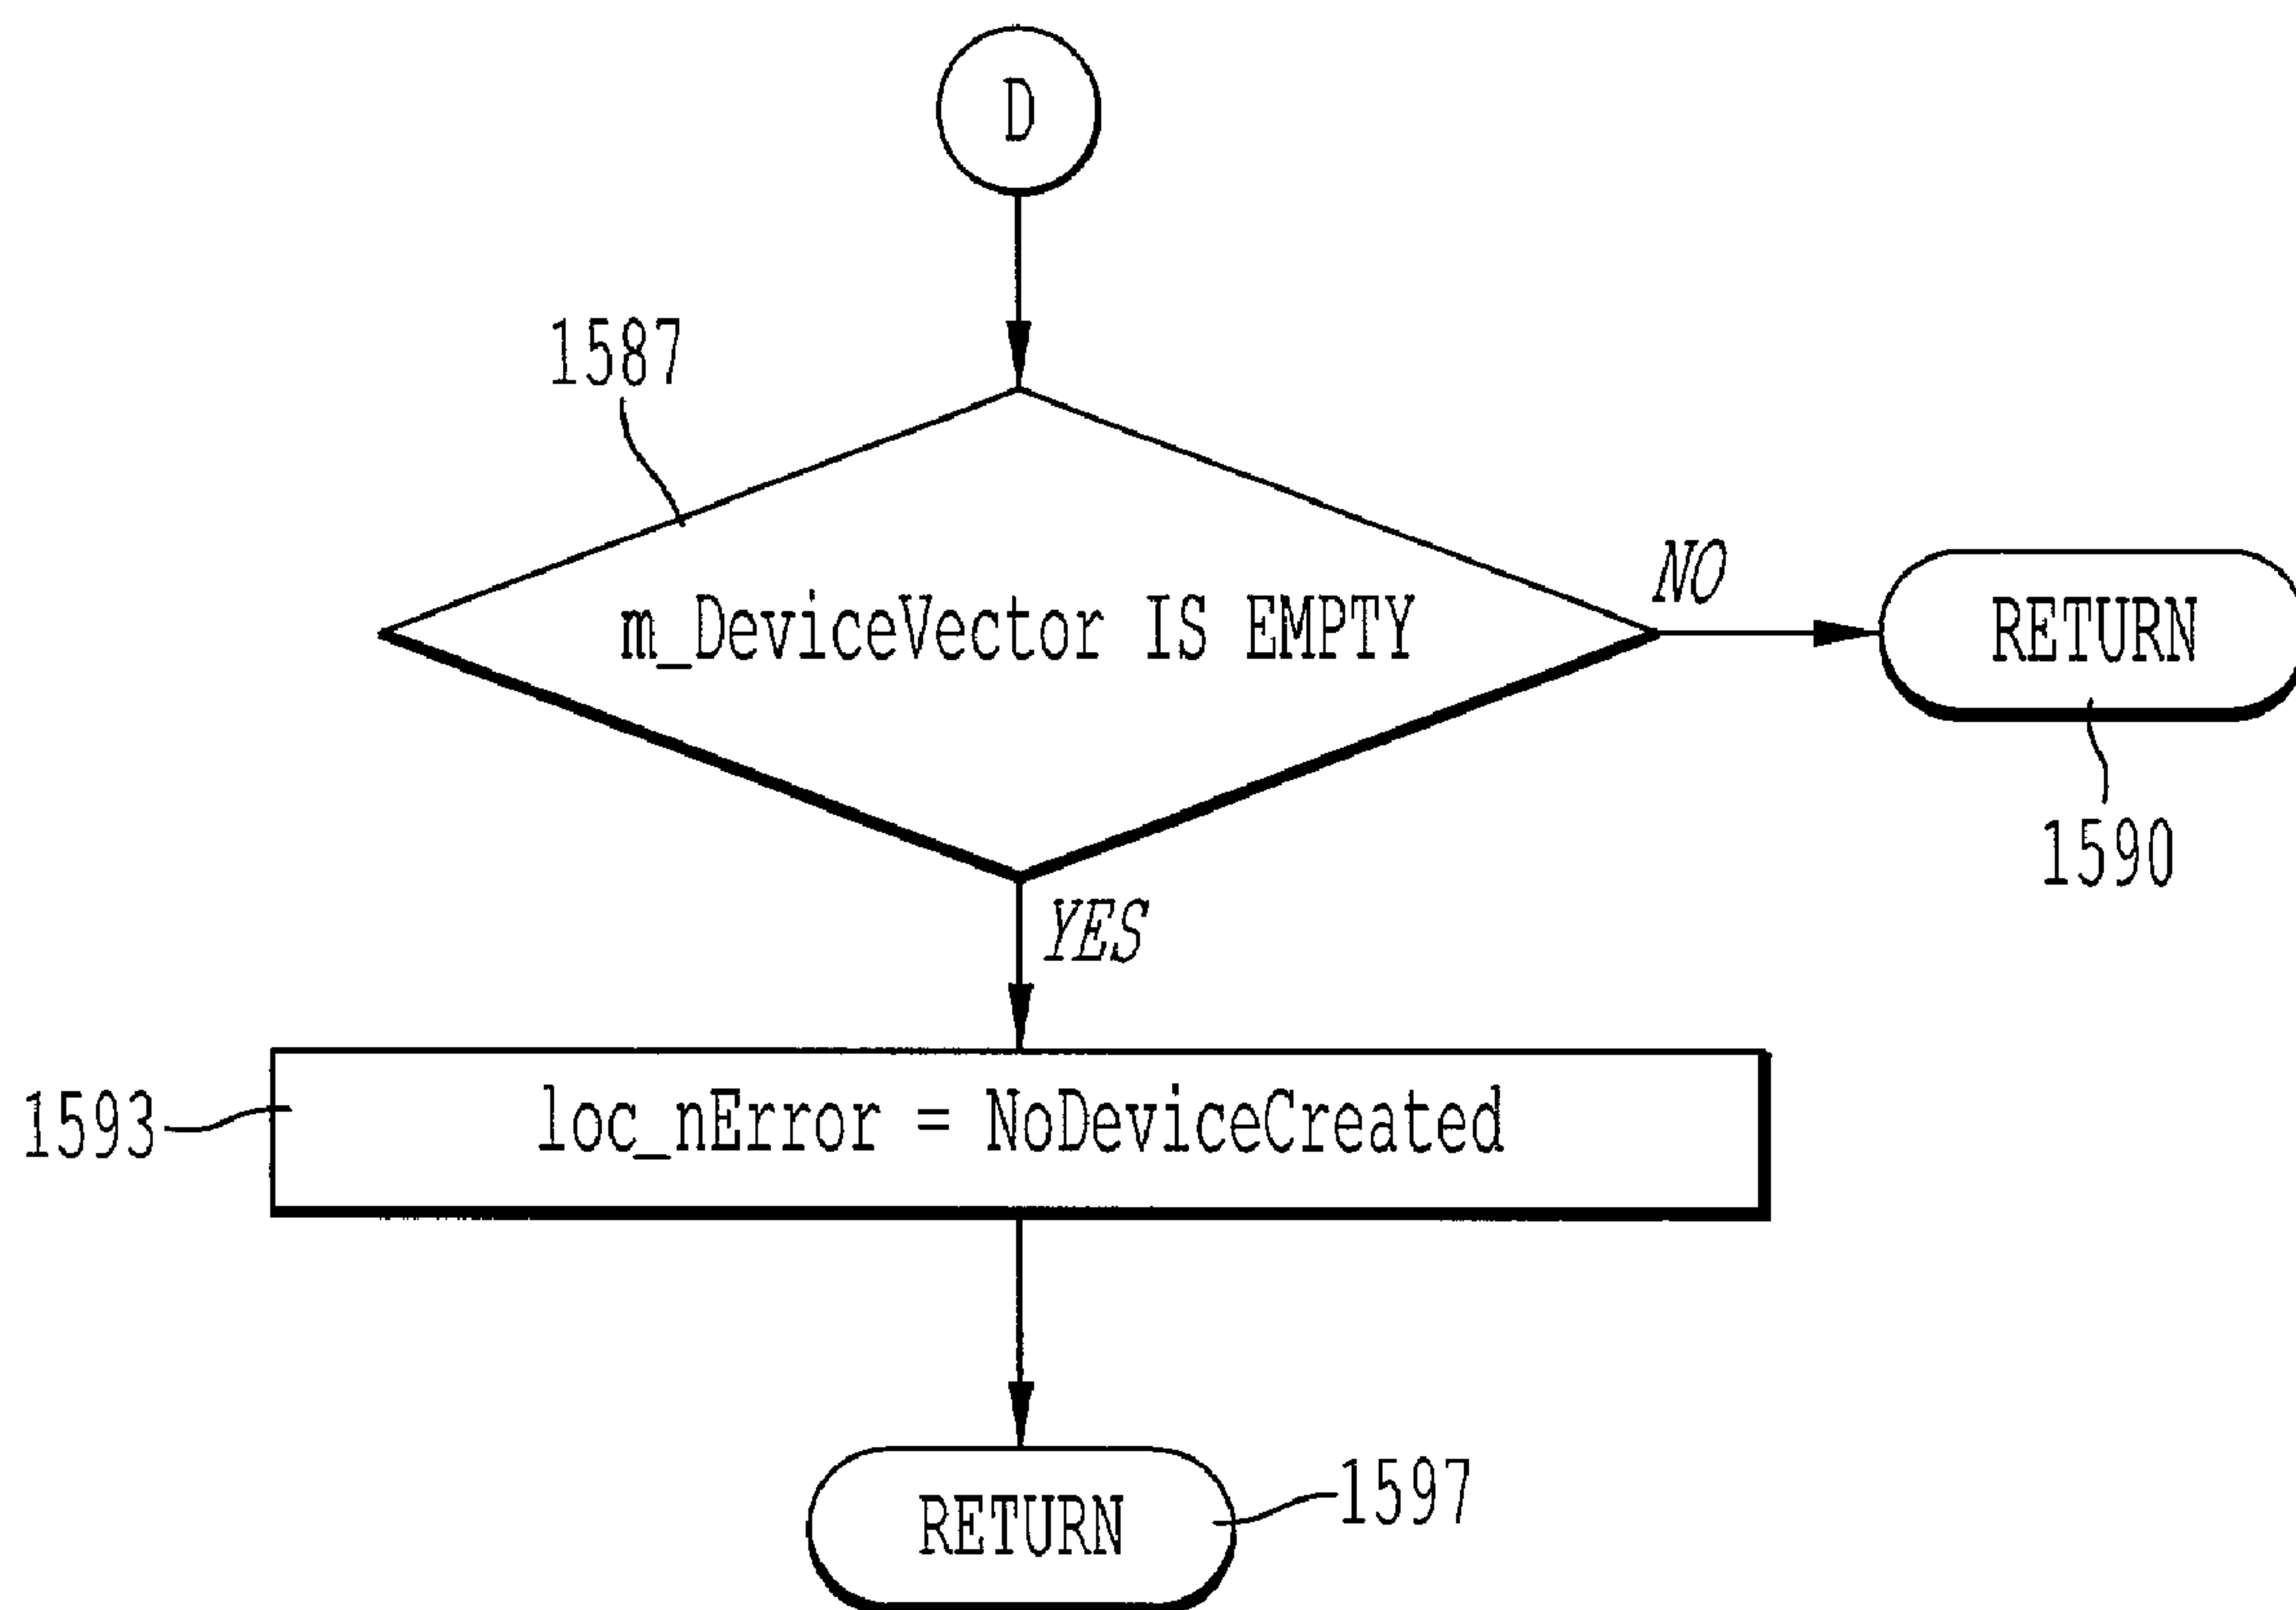 D
1587
m_DeviceVector IS EMPTY
NO
RETURN
1590
YES
1593
loc_nError = NoDeviceCreated
RETURN
1597